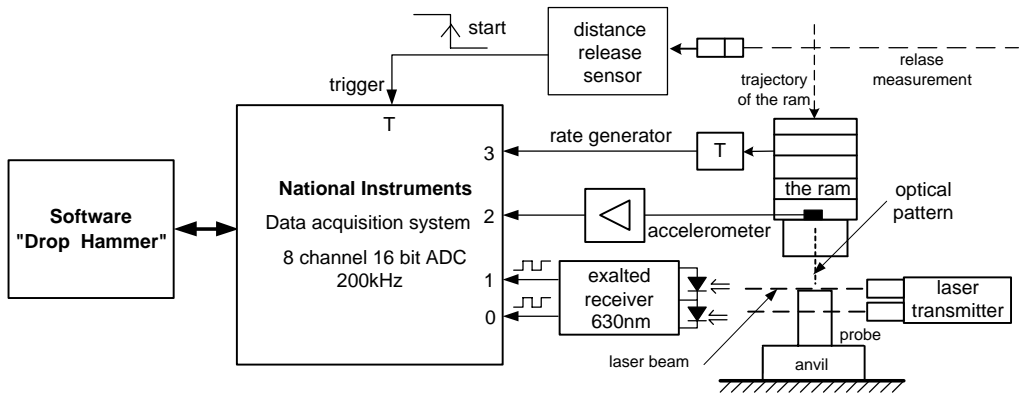 start
distance
release
sensor
relase
measurement
trajectory
of the ram
trigger
T
rate generator
T
3
the ram
optical
pattern
National Instruments
Software
"Drop Hammer"
Data acquisition system
2
accelerometer
8 channel 16 bit ADC
200kHz
1
0
exalted
receiver
630nm
laser
transmitter
probe
laser beam
anvil